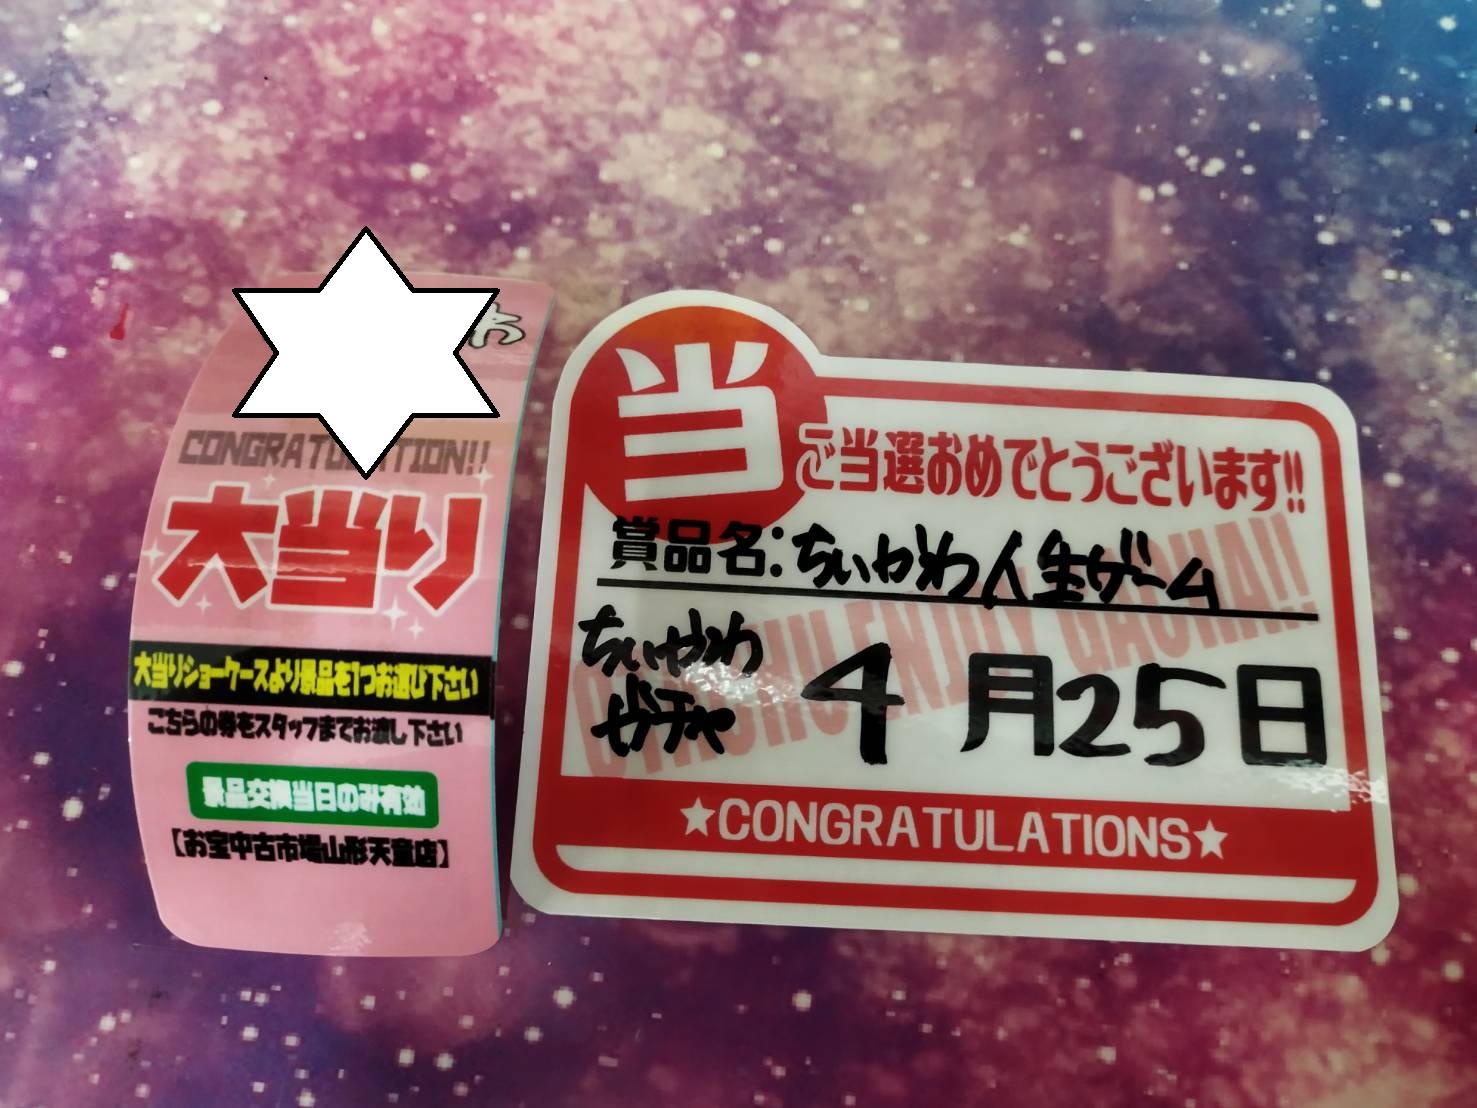 CONGRATULATION!!
大当り
大当りショーケースより景品を1つお選び下さい
こちらの券をスタッフまでお渡し下さい
景品交換当日のみ有効
【お宝中古市場山形天童店】
当
ご当選おめでとうございます!!
賞品名:ちいかわ人生ゲーム
ちいかわ
ガチャ
4月25日
★CONGRATULATIONS★